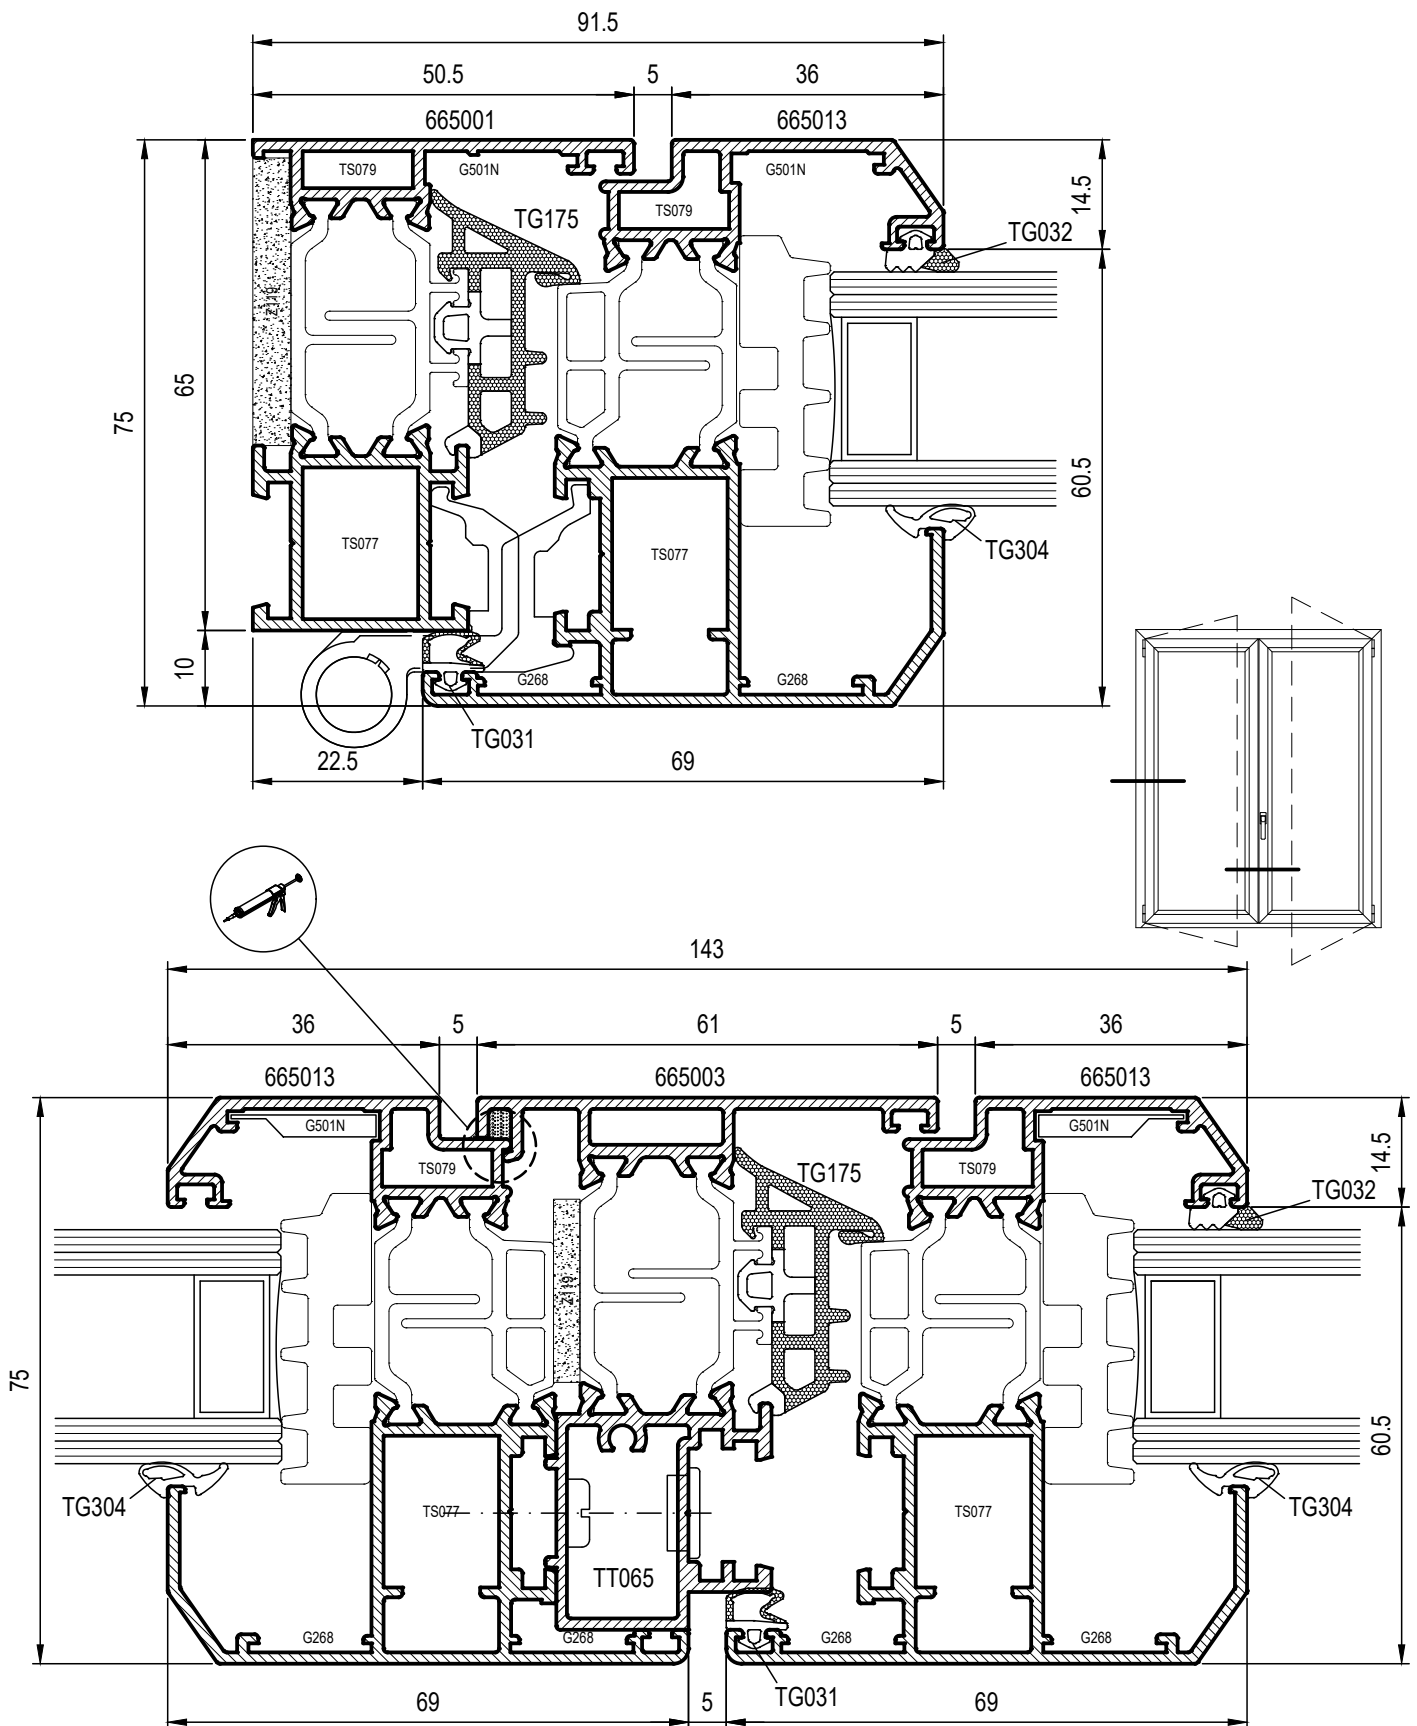 91.5
50.5 5 36
665001 665013
TS079 G501N G501N
TS079
TG175
TG032
14.5
Z119
75
65
60.5
TS077
TS077
TG304
10
G268 G268
TG031
22.5 69
143
36 5 61 5 36
665013 665003 665013
G501N G501N
TS079 TG175 TS079
14.5
TG032
Z119
75
60.5
TG304 TS077 TS077 TG304
TT065
G268 G268 G268 G268
TG031
69 5 69